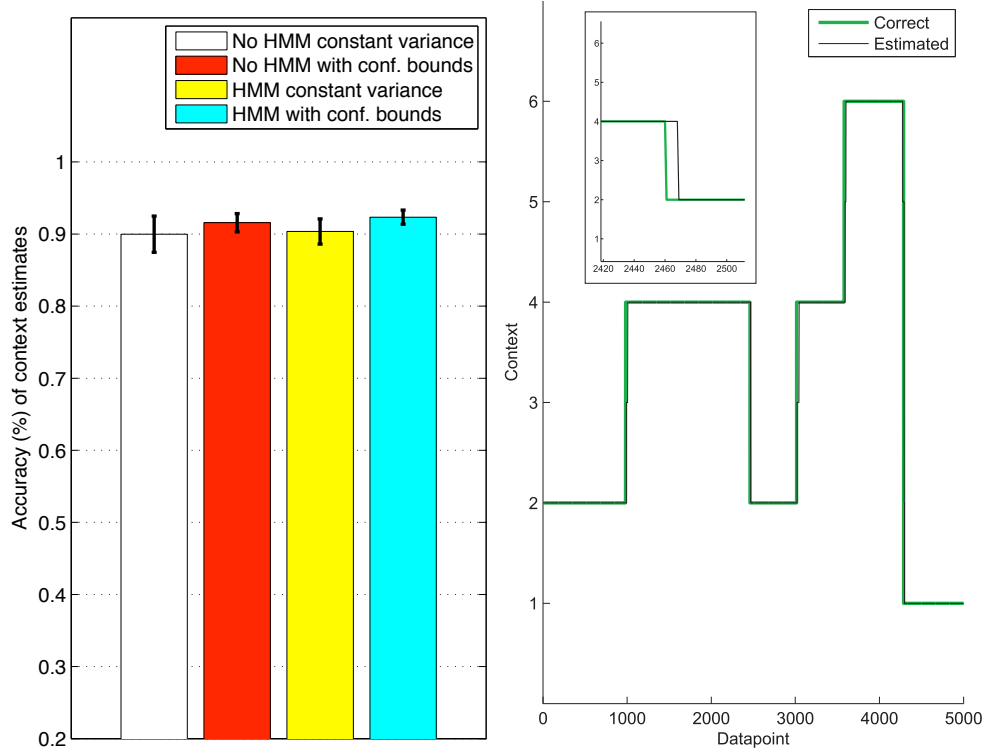 No HMM constant variance
No HMM with conf. bounds
HMM constant variance
HMM with conf. bounds
Accuracy (%) of context estimates
1
0.9
0.8
0.7
0.6
0.5
0.4
0.3
0.2
Correct
Estimated
6
5
4
3
2
1
2420 2440 2460 2480 2500
Context
6
5
4
3
2
1
0 1000 2000 3000 4000 5000
Datapoint